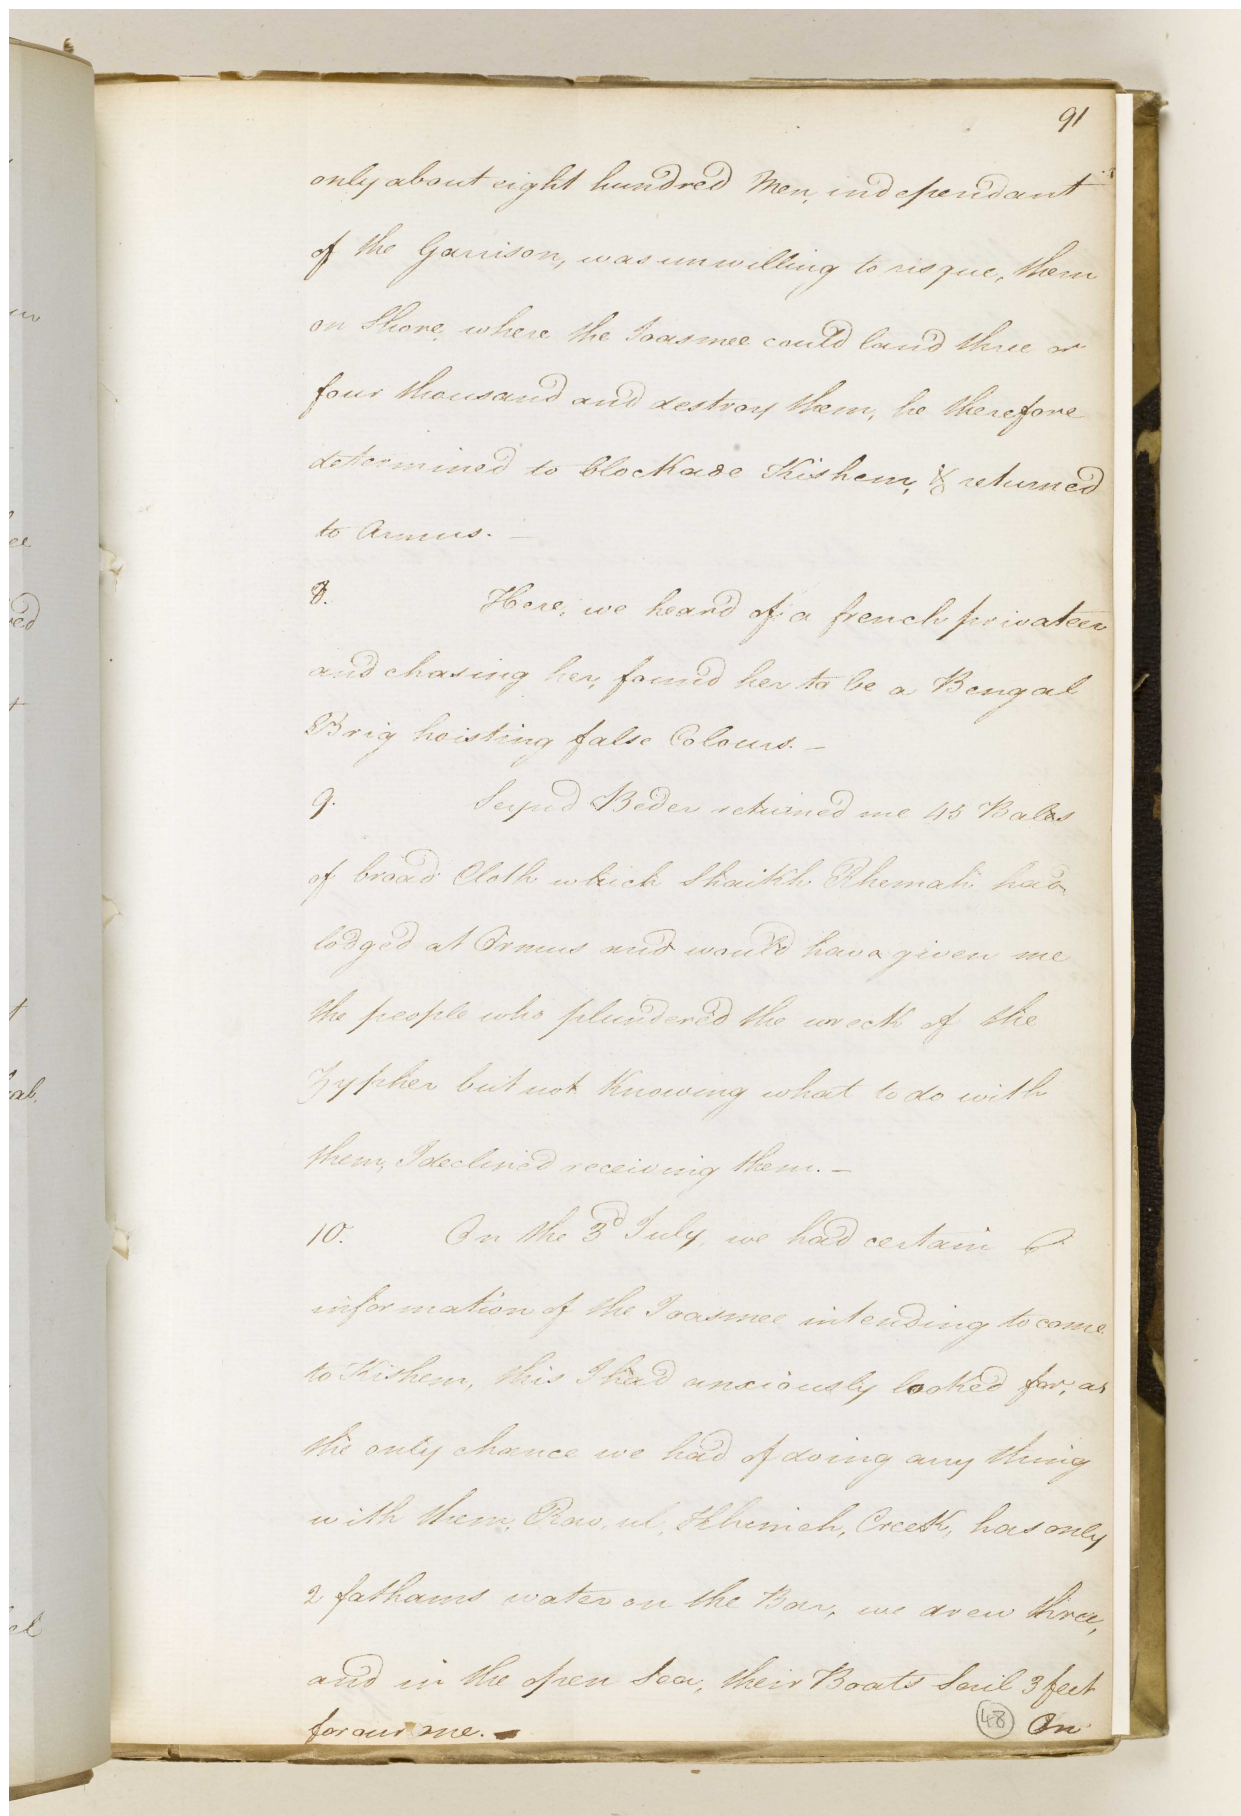 91
only about eight hundred Men, independant
of the Garrison, was unwilling to risque, them
on Shore, where the Joasmee could land three or
four thousand and destroy them, he therefore
determined to blockade Kishem, & returned
to Armus. —
8. Here, we heard of a french privateer
and chasing her, found her to be a Bengal
Brig hoisting false Colours. —
9. Seyud Beder returned me 45 Bales
of broad Cloth which Shaikh Rhemah had
lodged at Ormus and would have given me
the people who plundered the wreck of the
Zypher but not knowing what to do with
them, I declined receiving them. —
10. On the 3d July, we had certain
information of the Joasmee intending to come
to Kishem, this I had anxiously looked for, as
the only chance we had of doing any thing
with them, Ras, ul, Creek, has only
2 fathams water on the Bar, we drew three,
and in the open Sea, their Boats Sail 3 feet
for our one. —
48 On